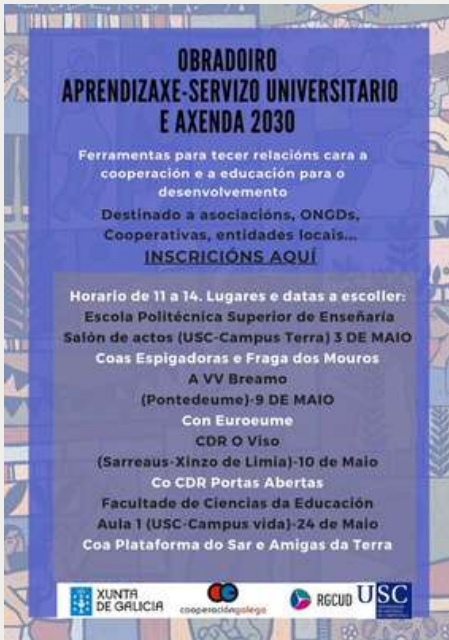 OBRADOIRO
APRENDIZAXE-SERVIZO UNIVERSITARIO
E AXENDA 2030
Ferramentas para tecer relacións cara a
cooperación e a educación para o
desenvolvemento
Destinado a asociacións, ONGDs,
Cooperativas, entidades locais...
INSCRICIÓNS AQUÍ
Horario de 11 a 14. Lugares e datas a escoller:
Escola Politécnica Superior de Enseñaría
Salón de actos (USC-Campus Terra) 3 DE MAIO
Coas Espigadoras e Fraga dos Mouros
A VV Breamo
(Pontedeume)-9 DE MAIO
Con Euroeume
CDR O Viso
(Sarreaus-Xinzo de Limia)-10 de Maio
Co CDR Portas Abertas
Facultade de Ciencias da Educación
Aula 1 (USC-Campus vida)-24 de Maio
Coa Plataforma do Sar e Amigas da Terra
XUNTA
DE GALICIA
cooperacióngalega
RGCUD
USC